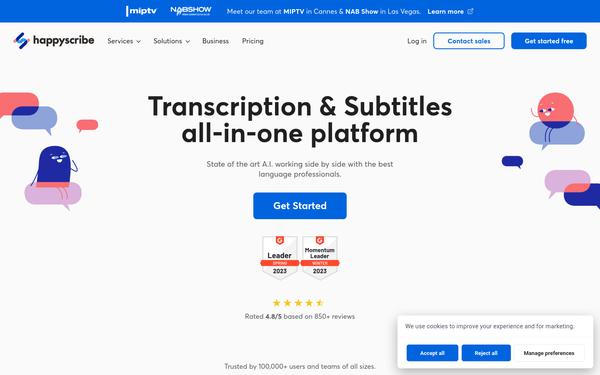 miptv NABSHOW Meet our team at MIPTV in Cannes & NAB Show in Las Vegas. Learn more
happyscribe Services Solutions Business Pricing Log in Contact sales Get started free
Transcription & Subtitles
all-in-one platform
State of the art A.I. working side by side with the best
language professionals.
Get Started
Leader
SPRING
2023
Momentum
Leader
WINTER
2023
Rated 4.8/5 based on 850+ reviews
We use cookies to improve your experience and for marketing.
Accept all Reject all Manage preferences
Trusted by 100,000+ users and teams of all sizes.